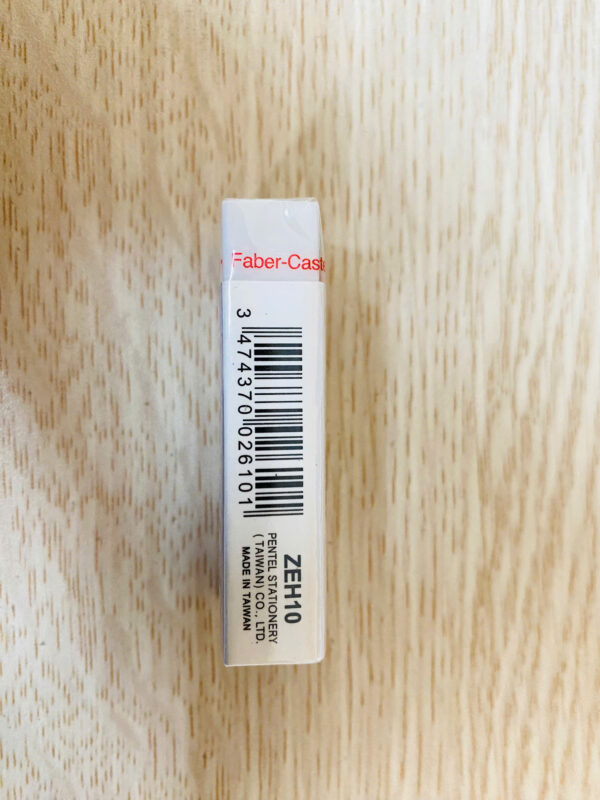 Faber-Cast
3 474370 026101
ZEH10
PENTEL STATIONERY
(TAIWAN) CO., LTD.
MADE IN TAIWAN